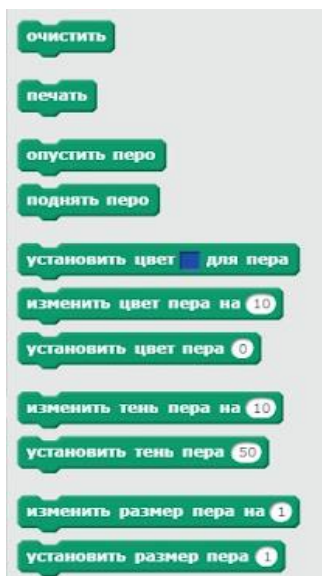 очистить
печать
опустить перо
поднять перо
установить цвет для пера
изменить цвет пера на 10
установить цвет пера 0
изменить тень пера на 10
установить тень пера 50
изменить размер пера на 1
установить размер пера 1